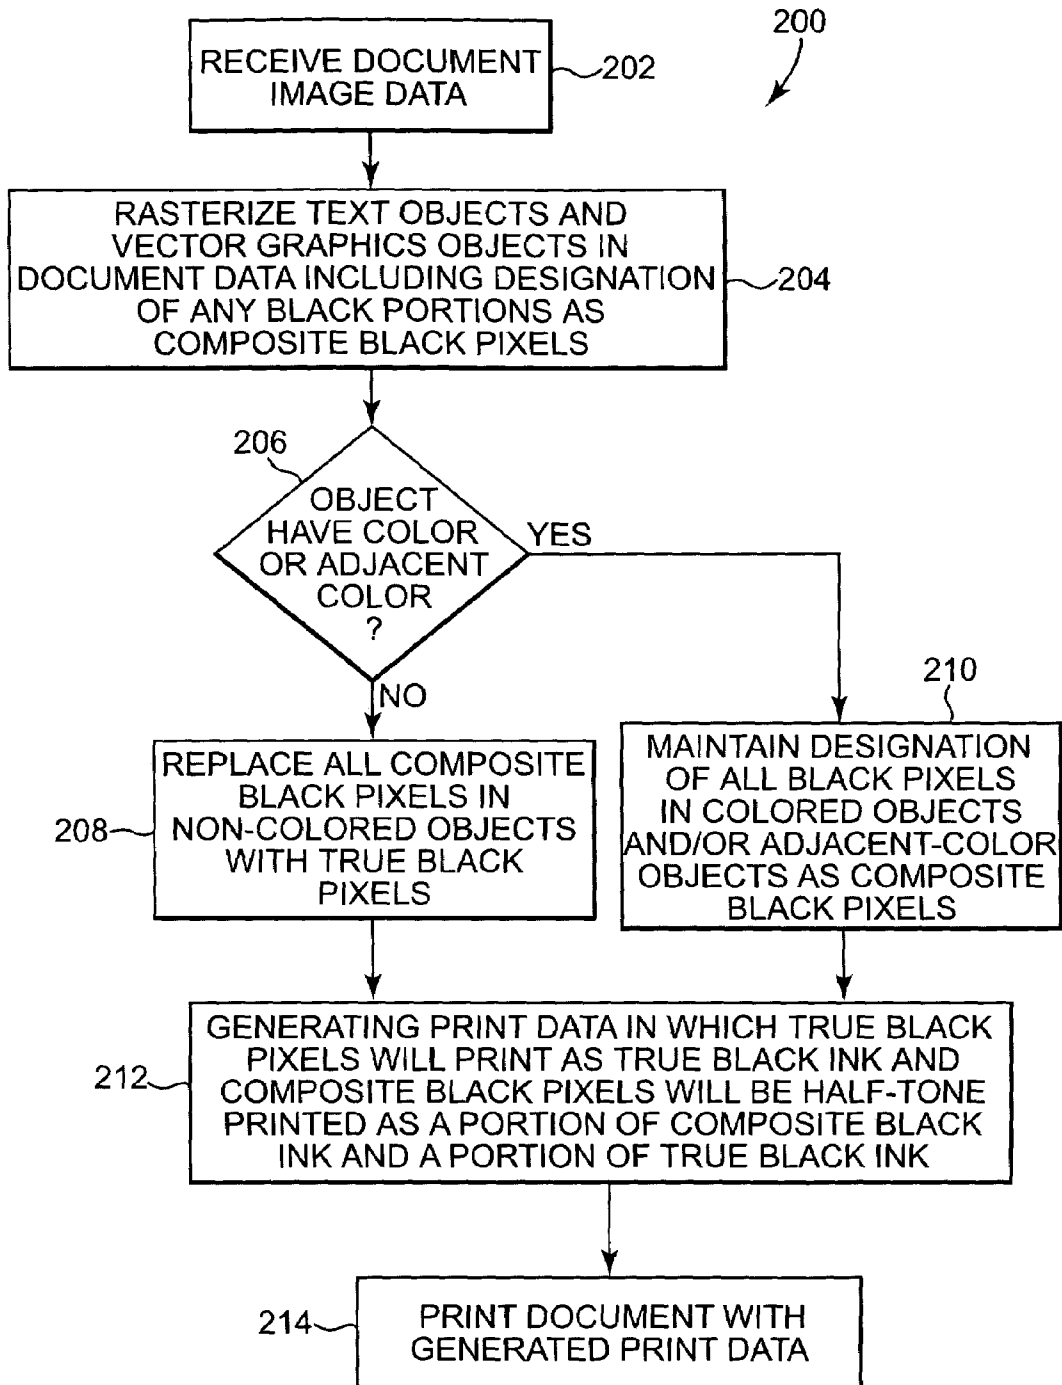 200
RECEIVE DOCUMENT
IMAGE DATA
202
RASTERIZE TEXT OBJECTS AND
VECTOR GRAPHICS OBJECTS IN
DOCUMENT DATA INCLUDING DESIGNATION
OF ANY BLACK PORTIONS AS
COMPOSITE BLACK PIXELS
204
206
OBJECT
HAVE COLOR
OR ADJACENT
COLOR
?
YES
NO
210
REPLACE ALL COMPOSITE
BLACK PIXELS IN
NON-COLORED OBJECTS
WITH TRUE BLACK
PIXELS
208
MAINTAIN DESIGNATION
OF ALL BLACK PIXELS
IN COLORED OBJECTS
AND/OR ADJACENT-COLOR
OBJECTS AS COMPOSITE
BLACK PIXELS
GENERATING PRINT DATA IN WHICH TRUE BLACK
PIXELS WILL PRINT AS TRUE BLACK INK AND
COMPOSITE BLACK PIXELS WILL BE HALF-TONE
PRINTED AS A PORTION OF COMPOSITE BLACK
INK AND A PORTION OF TRUE BLACK INK
212
PRINT DOCUMENT WITH
GENERATED PRINT DATA
214